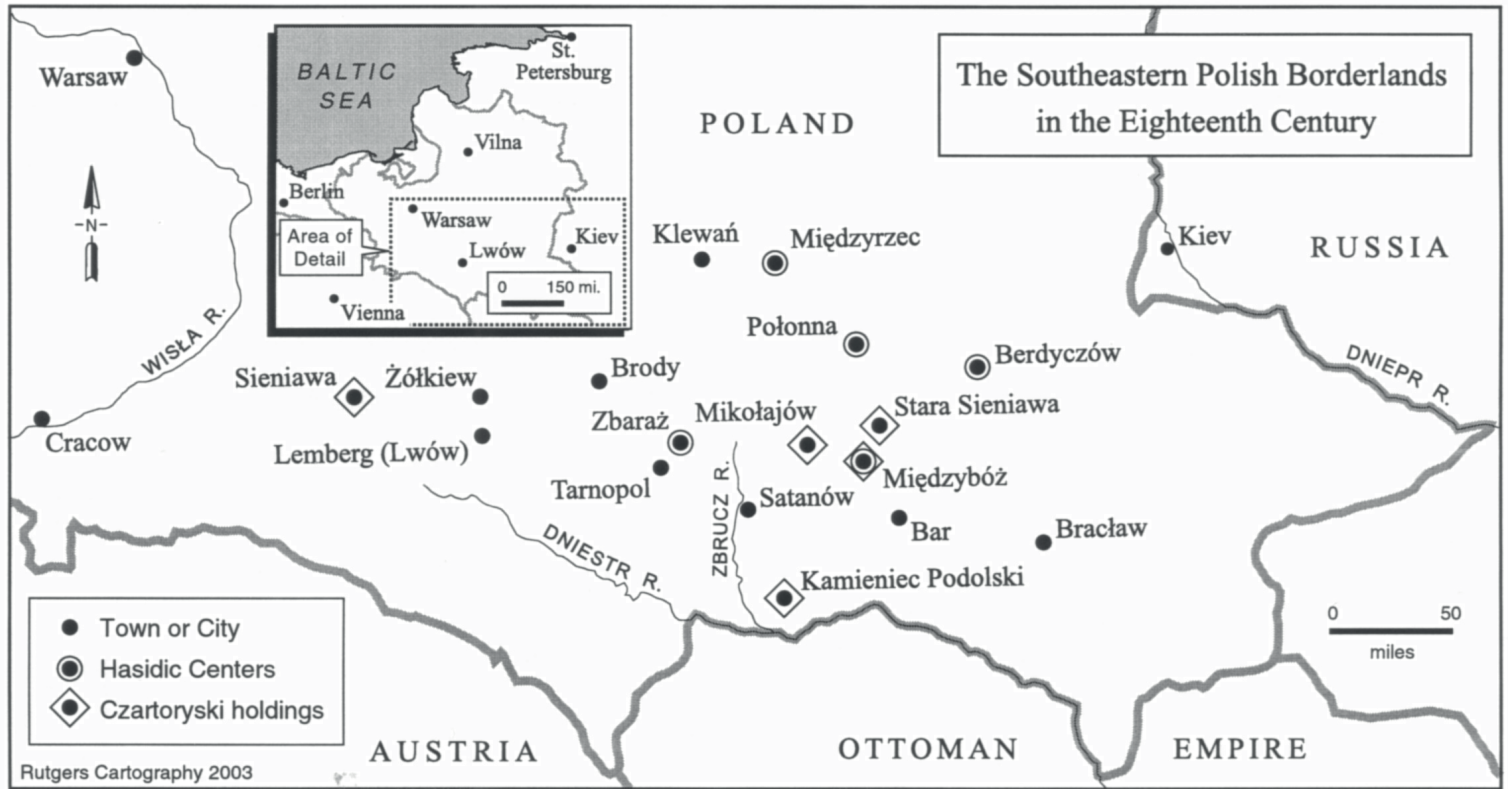 The Southeastern Polish Borderlands
in the Eighteenth Century
Warsaw
N
WISŁA R.
Cracow
BALTIC
SEA
St.
Petersburg
Vilna
Berlin
Warsaw
Area of
Detail
Lwów
Kiev
0 150 mi.
Vienna
POLAND
RUSSIA
Kiev
Klewań
Międzyrzec
Połonna
Berdyczów
DNIEPR R.
Sieniawa
Żółkiew
Brody
Zbaraż
Mikołajów
Stara Sieniawa
Lemberg (Lwów)
Tarnopol
Międzybóż
Satanów
ZBRUCZ R.
Bar
Bracław
DNIESTR R.
Kamieniec Podolski
0 50
miles
Town or City
Hasidic Centers
Czartoryski holdings
AUSTRIA
OTTOMAN EMPIRE
Rutgers Cartography 2003